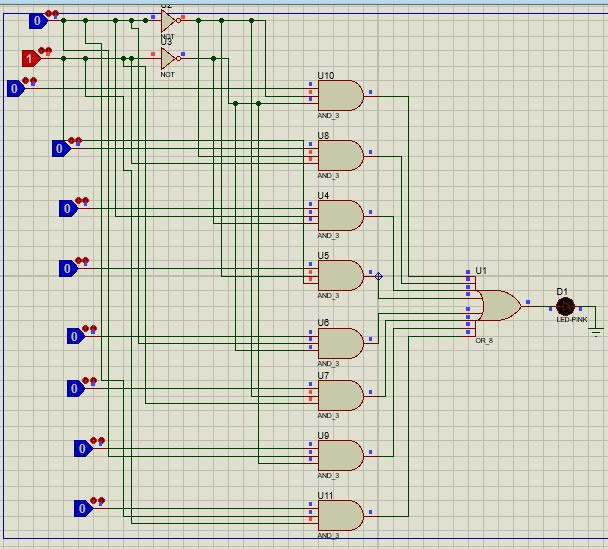 0
U2
NOT
1
U3
NOT
0
U10
AND_3
0
U8
AND_3
0
U4
AND_3
0
U5
AND_3
U1
OR_8
D1
LED-PINK
0
U6
AND_3
0
U7
AND_3
0
U9
AND_3
0
U11
AND_3